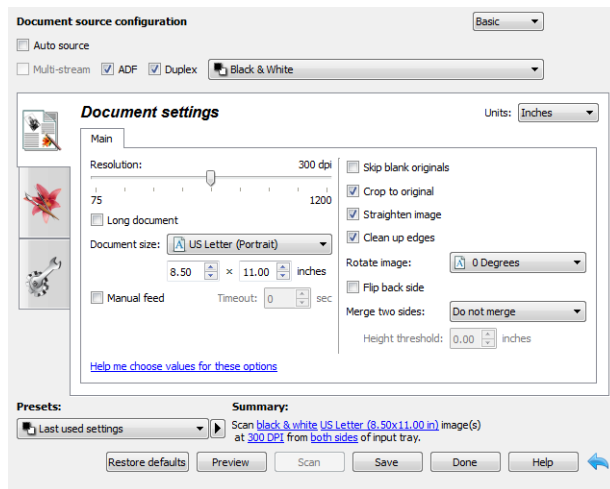 Document source configuration Basic
Auto source
Multi-stream ADF Duplex Black & White
Document settings Units: Inches
Main
Resolution: 300 dpi
75 1200
Long document
Document size: US Letter (Portrait)
8.50 × 11.00 inches
Manual feed Timeout: 0 sec
Help me choose values for these options
Skip blank originals
Crop to original
Straighten image
Clean up edges
Rotate image: 0 Degrees
Flip back side
Merge two sides: Do not merge
Height threshold: 0.00 inches
Presets:
Last used settings
Summary:
Scan black & white US Letter (8.50x11.00 in) image(s)
at 300 DPI from both sides of input tray.
Restore defaults Preview Scan Save Done Help